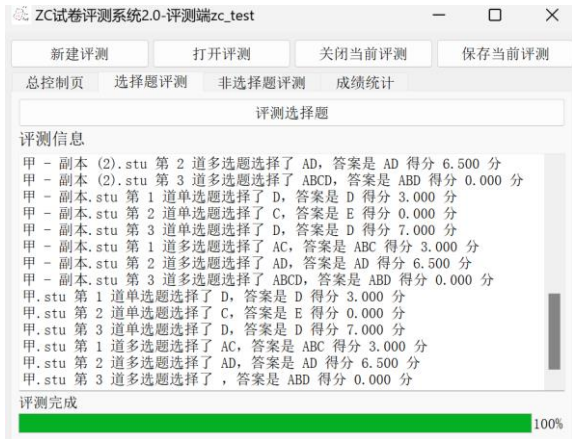 ZC试卷评测系统2.0-评测端zc_test
新建评测 打开评测 关闭当前评测 保存当前评测
总控制页 选择题评测 非选择题评测 成绩统计
评测选择题
评测信息
甲 - 副本 (2).stu 第 2 道多选题选择了 AD, 答案是 AD 得分 6.500 分
甲 - 副本 (2).stu 第 3 道多选题选择了 ABCD, 答案是 ABD 得分 0.000 分
甲 - 副本.stu 第 1 道单选题选择了 D, 答案是 D 得分 3.000 分
甲 - 副本.stu 第 2 道单选题选择了 C, 答案是 E 得分 0.000 分
甲 - 副本.stu 第 3 道单选题选择了 D, 答案是 D 得分 7.000 分
甲 - 副本.stu 第 1 道多选题选择了 AC, 答案是 ABC 得分 3.000 分
甲 - 副本.stu 第 2 道多选题选择了 AD, 答案是 AD 得分 6.500 分
甲 - 副本.stu 第 3 道多选题选择了 ABCD, 答案是 ABD 得分 0.000 分
甲.stu 第 1 道单选题选择了 D, 答案是 D 得分 3.000 分
甲.stu 第 2 道单选题选择了 C, 答案是 E 得分 0.000 分
甲.stu 第 3 道单选题选择了 D, 答案是 D 得分 7.000 分
甲.stu 第 1 道多选题选择了 AC, 答案是 ABC 得分 3.000 分
甲.stu 第 2 道多选题选择了 AD, 答案是 AD 得分 6.500 分
甲.stu 第 3 道多选题选择了 , 答案是 ABD 得分 0.000 分
评测完成
100%